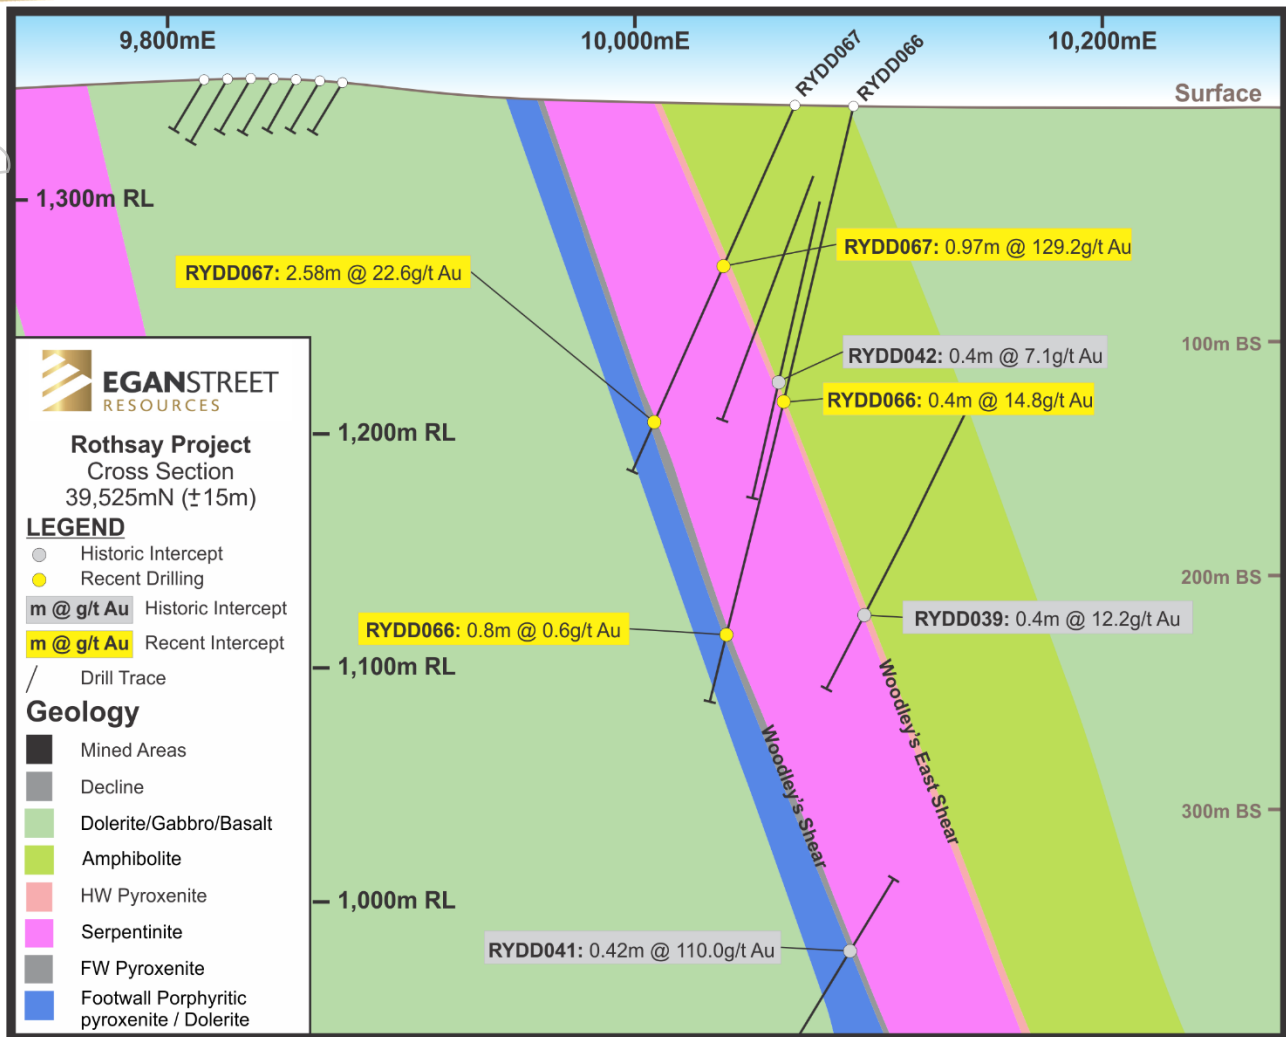 9,800mE
10,000mE
10,200mE
RYDD067
RYDD066
Surface
1,300m RL
RYDD067: 0.97m @ 129.2g/t Au
RYDD067: 2.58m @ 22.6g/t Au
100m BS
RYDD042: 0.4m @ 7.1g/t Au
RYDD066: 0.4m @ 14.8g/t Au
1,200m RL
200m BS
RYDD039: 0.4m @ 12.2g/t Au
RYDD066: 0.8m @ 0.6g/t Au
1,100m RL
Woodley's East Shear
Woodley's Shear
300m BS
1,000m RL
RYDD041: 0.42m @ 110.0g/t Au
EGANSTREET
RESOURCES
Rothsay Project
Cross Section
39,525mN (±15m)
LEGEND
Historic Intercept
Recent Drilling
m @ g/t Au Historic Intercept
m @ g/t Au Recent Intercept
Drill Trace
Geology
Mined Areas
Decline
Dolerite/Gabbro/Basalt
Amphibolite
HW Pyroxenite
Serpentinite
FW Pyroxenite
Footwall Porphyritic
pyroxenite / Dolerite